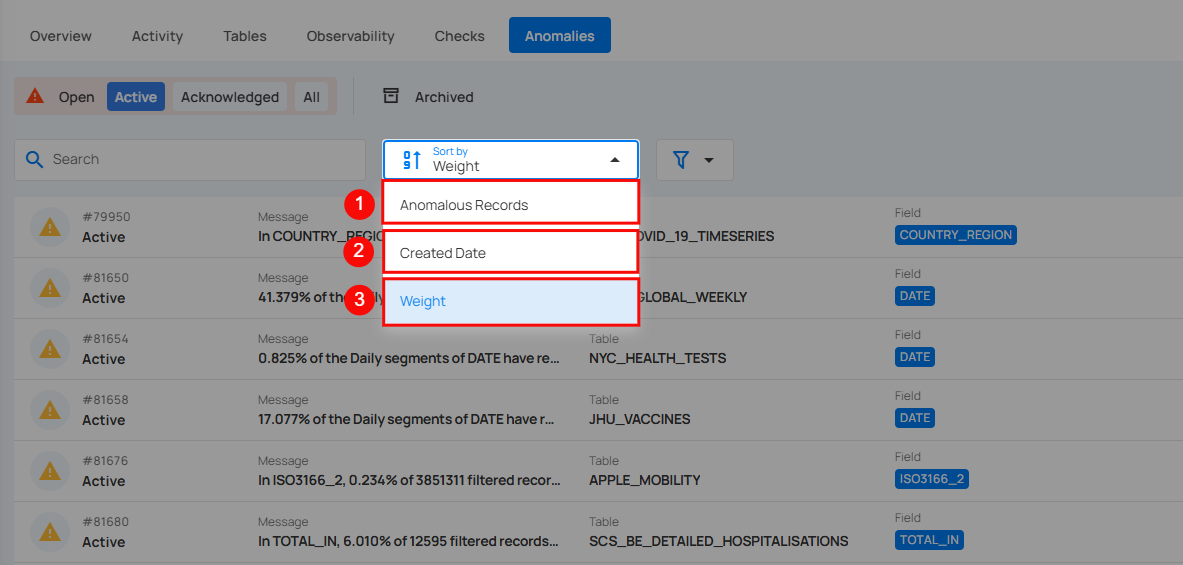 Overview Activity Tables Observability Checks Anomalies
Open Active Acknowledged All Archived
Search
Sort by
Weight
1 Anomalous Records
2 Created Date
3 Weight
#79950 Message Field
Active In COUNTRY_REGIO OVID_19_TIMESERIES COUNTRY_REGION
#81650 Message Field
Active 41.379% of the ily GLOBAL_WEEKLY DATE
#81654 Message Table Field
Active 0.825% of the Daily segments of DATE have re... NYC_HEALTH_TESTS DATE
#81658 Message Table Field
Active 17.077% of the Daily segments of DATE have r... JHU_VACCINES DATE
#81676 Message Table Field
Active In ISO3166_2, 0.234% of 3851311 filtered recor... APPLE_MOBILITY ISO3166_2
#81680 Message Table Field
Active In TOTAL_IN, 6.010% of 12595 filtered records... SCS_BE_DETAILED_HOSPITALISATIONS TOTAL_IN